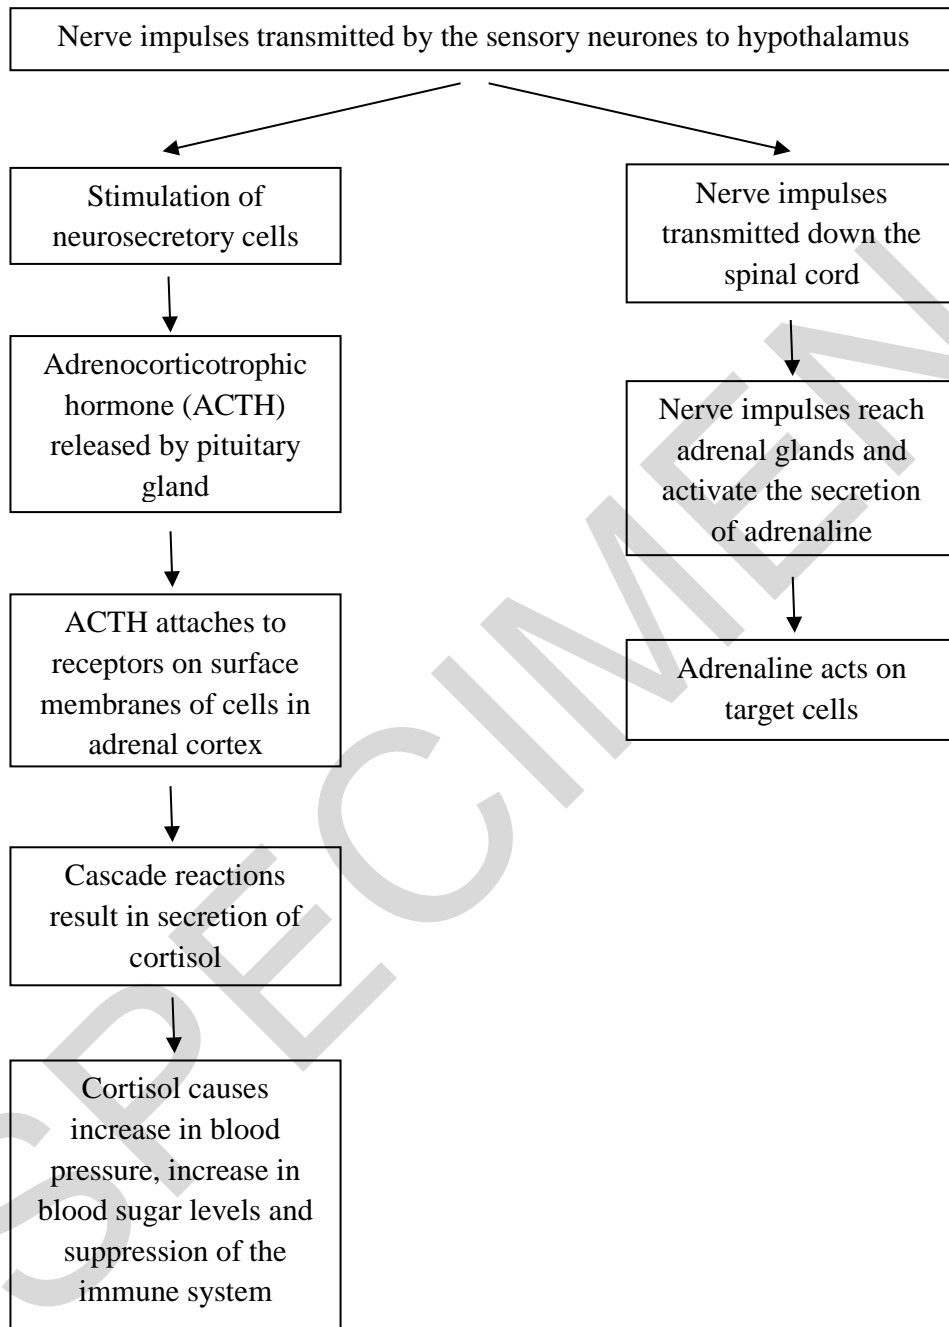 Nerve impulses transmitted by the sensory neurones to hypothalamus
Stimulation of
neurosecretory cells
Adrenocorticotrophic
hormone (ACTH)
released by pituitary
gland
ACTH attaches to
receptors on surface
membranes of cells in
adrenal cortex
Cascade reactions
result in secretion of
cortisol
Cortisol causes
increase in blood
pressure, increase in
blood sugar levels and
suppression of the
immune system
Nerve impulses
transmitted down the
spinal cord
Nerve impulses reach
adrenal glands and
activate the secretion
of adrenaline
Adrenaline acts on
target cells
SPECIMEN